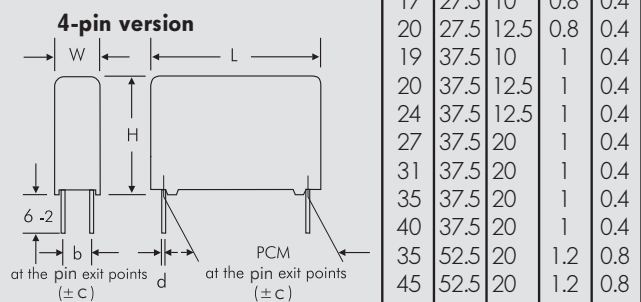 4-pin version
W
L
H
6 -2
b
d
PCM
at the pin exit points
(± c)
at the pin exit points
(± c)
17 27.5 10 0.8 0.4
20 27.5 12.5 0.8 0.4
19 37.5 10 1 0.4
20 37.5 12.5 1 0.4
24 37.5 12.5 1 0.4
27 37.5 20 1 0.4
31 37.5 20 1 0.4
35 37.5 20 1 0.4
40 37.5 20 1 0.4
35 52.5 20 1.2 0.8
45 52.5 20 1.2 0.8